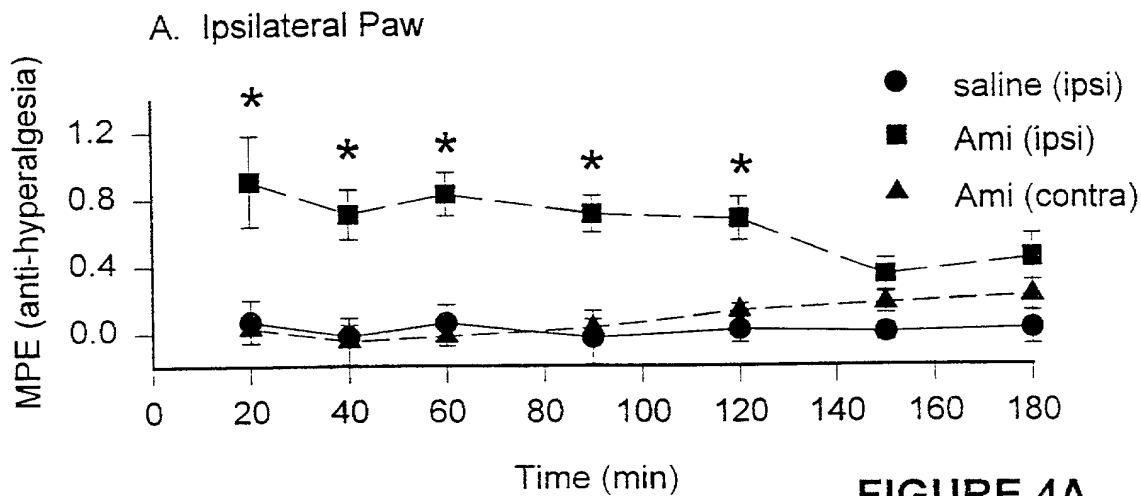 A. Ipsilateral Paw
MPE (anti-hyperalgesia)
1.2
0.8
0.4
0.0
* * * * *
saline (ipsi)
Ami (ipsi)
Ami (contra)
0 20 40 60 80 100 120 140 160 180
Time (min)
FIGURE 4A